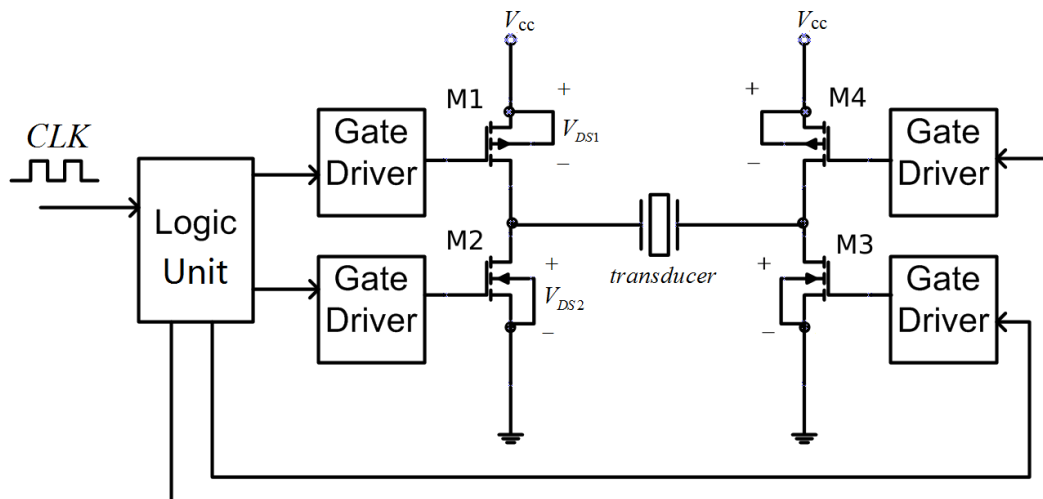 Vcc
Vcc
M1
+
+
M4
CLK
Gate
Driver
VDS1
Gate
Driver
−
−
Logic
Unit
M2
M3
Gate
Driver
+
VDS2
−
transducer
+
−
Gate
Driver